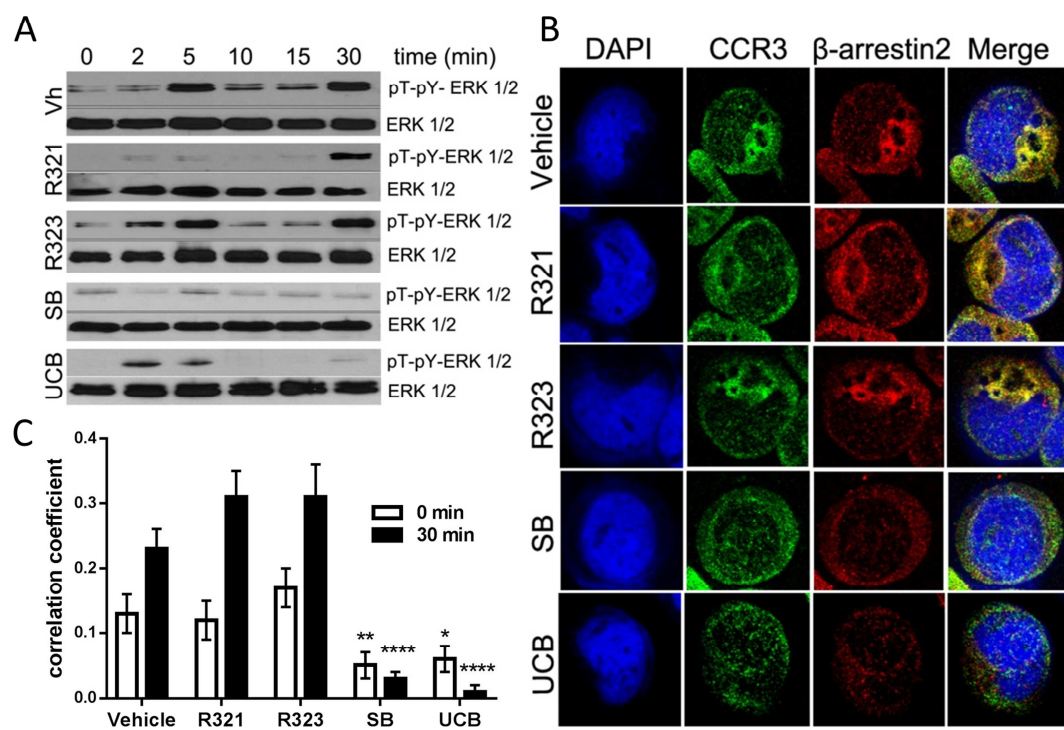 A
0 2 5 10 15 30 time (min)
Vh
pT-pY- ERK 1/2
ERK 1/2
R321
pT-pY-ERK 1/2
ERK 1/2
R323
pT-pY-ERK 1/2
ERK 1/2
SB
pT-pY-ERK 1/2
ERK 1/2
UCB
pT-pY-ERK 1/2
ERK 1/2
B
DAPI CCR3 β-arrestin2 Merge
Vehicle
R321
R323
SB
UCB
C
correlation coefficient
0.4
0.3
0.2
0.1
0.0
0 min
30 min
** **** * ****
Vehicle R321 R323 SB UCB